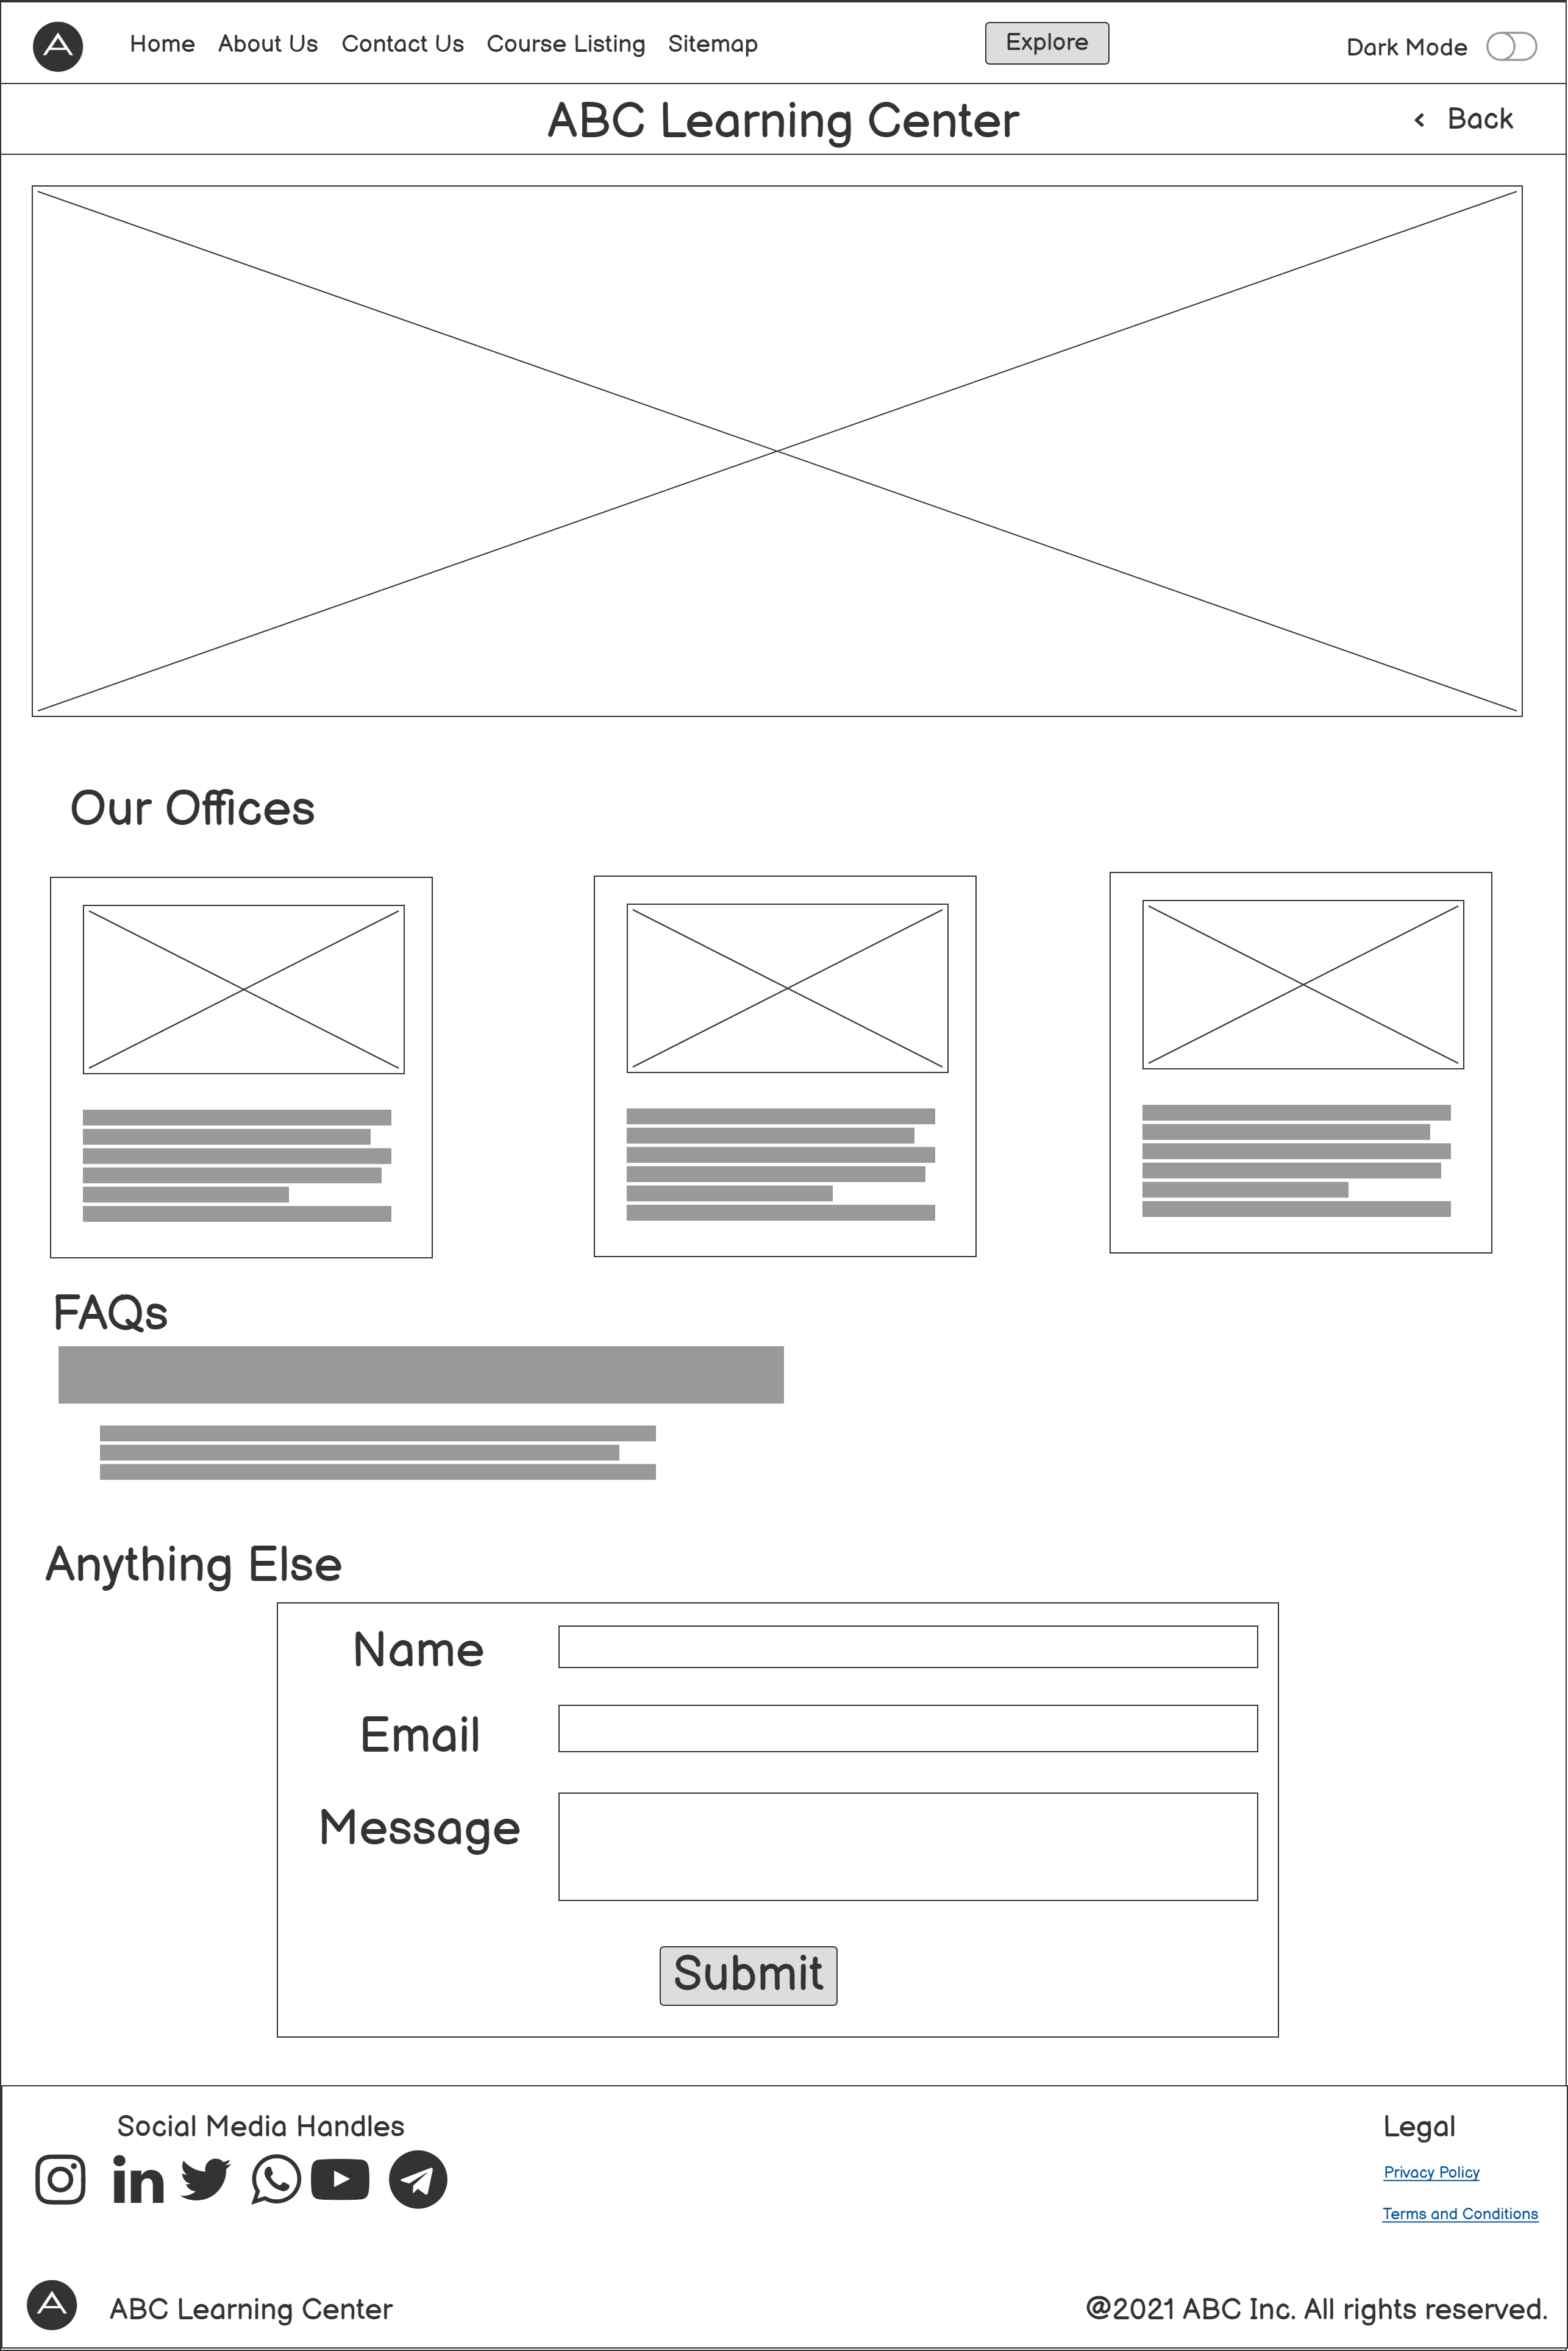 A
Home About Us Contact Us Course Listing Sitemap
Explore
Dark Mode
ABC Learning Center
< Back
Our Offices
FAQs
Anything Else
Name
Email
Message
Submit
Social Media Handles
in
Legal
Privacy Policy
Terms and Conditions
A
ABC Learning Center
@2021 ABC Inc. All rights reserved.